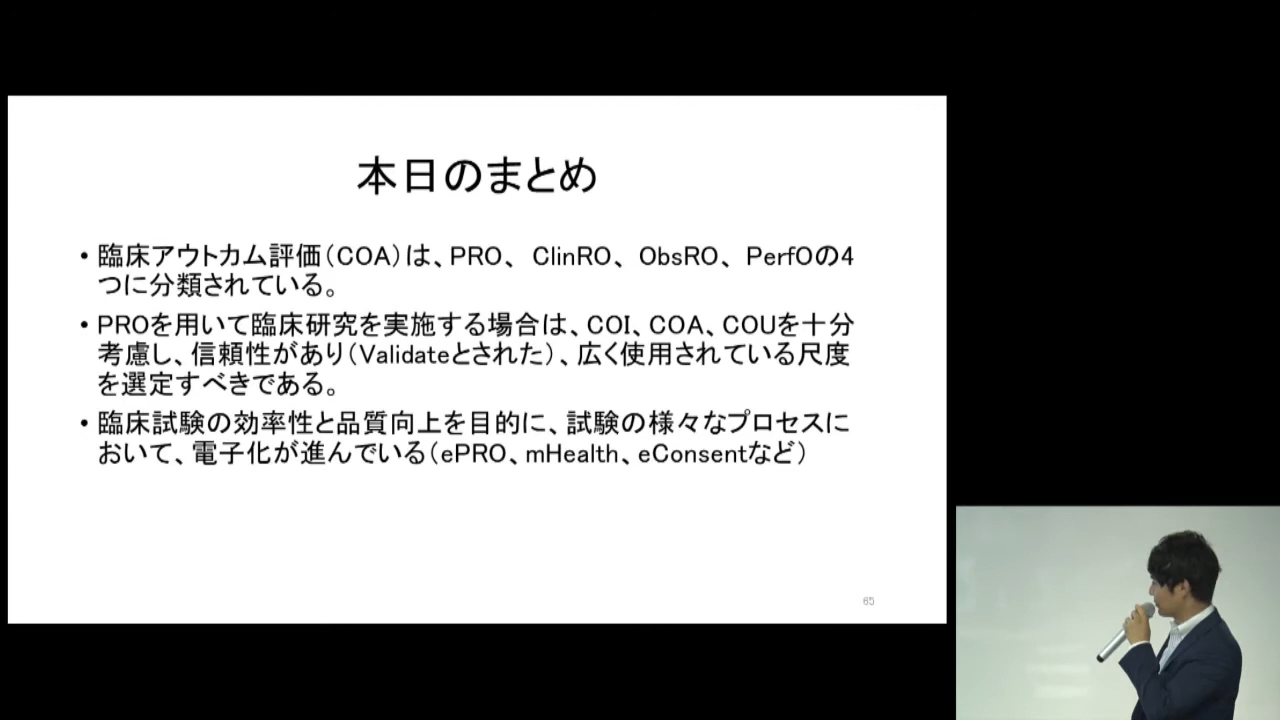 本日のまとめ
• 臨床アウトカム評価（COA）は、PRO、 ClinRO、 ObsRO、 PerfOの4
つに分類されている。
• PROを用いて臨床研究を実施する場合は、COI、COA、COUを十分
考慮し、信頼性があり（Validateとされた）、広く使用されている尺度
を選定すべきである。
• 臨床試験の効率性と品質向上を目的に、試験の様々なプロセスに
おいて、電子化が進んでいる（ePRO、mHealth、eConsentなど）
65